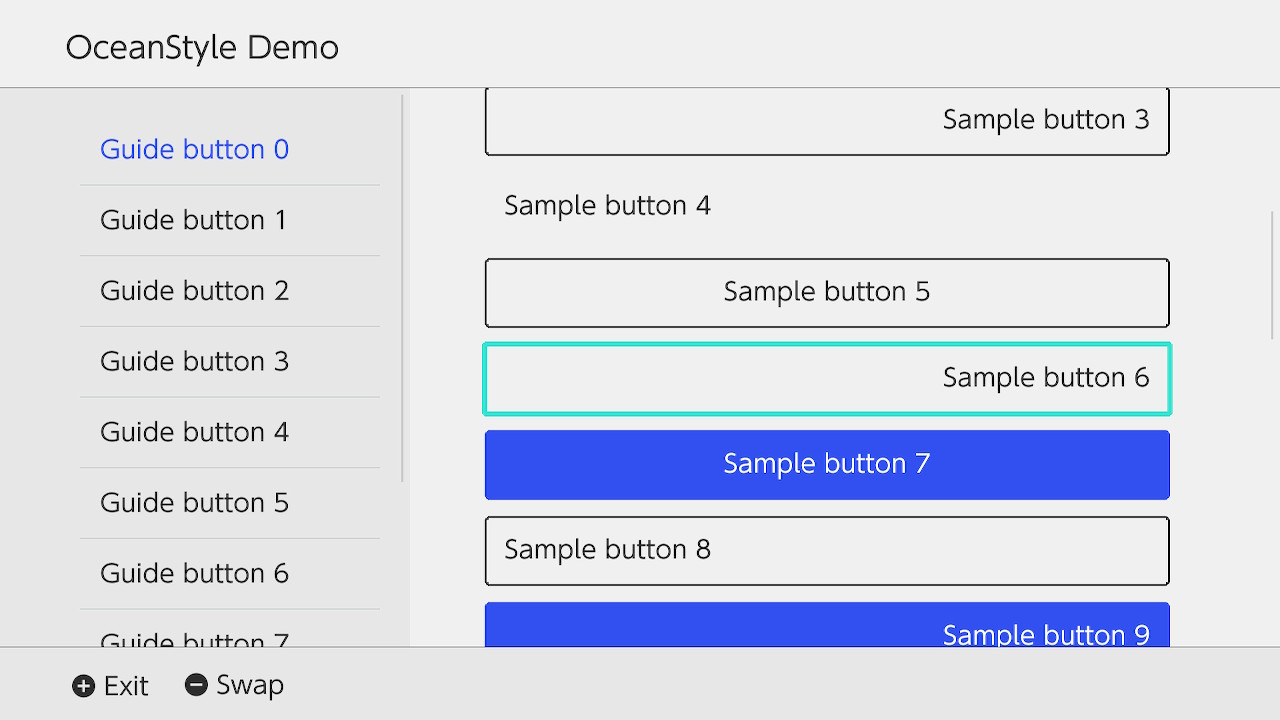 OceanStyle Demo
Guide button 0
Guide button 1
Guide button 2
Guide button 3
Guide button 4
Guide button 5
Guide button 6
Guide button 7
Sample button 3
Sample button 4
Sample button 5
Sample button 6
Sample button 7
Sample button 8
Sample button 9
Exit
Swap